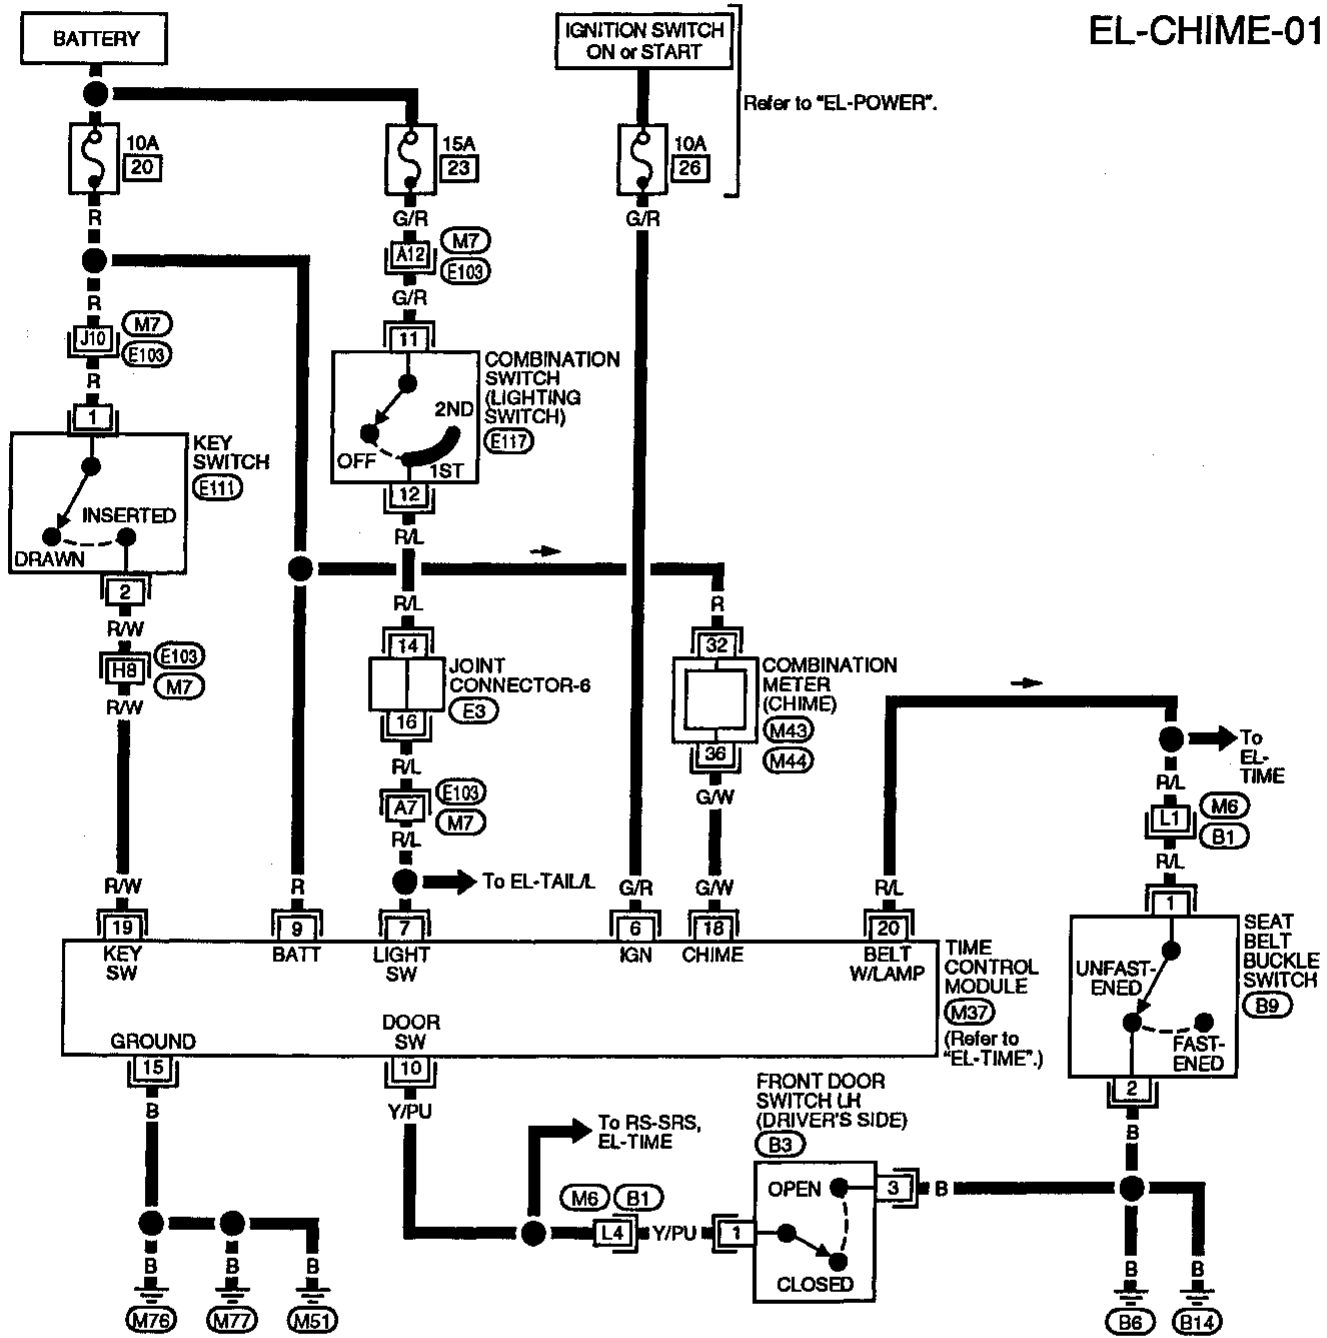 EL-CHIME-01
BATTERY
IGNITION SWITCH
ON or START
Refer to "EL-POWER".
10A
20
15A
23
10A
26
R
G/R
G/R
A12
M7
E103
G/R
R
J10
M7
E103
R
1
11
COMBINATION
SWITCH
(LIGHTING
SWITCH)
E117
2ND
OFF
1ST
12
KEY
SWITCH
E111
INSERTED
DRAWN
2
R/L
R/W
R/L
R
H8
E103
M7
R/W
14
JOINT
CONNECTOR-6
E3
16
32
COMBINATION
METER
(CHIME)
M43
M44
36
R/L
G/W
A7
E103
M7
R/L
To EL-TAIL/L
To
EL-
TIME
R/L
L1
M6
B1
R/L
R/W
R
G/R
G/W
R/L
19
9
7
6
18
20
1
KEY
SW
BATT
LIGHT
SW
IGN
CHIME
BELT
W/LAMP
TIME
CONTROL
MODULE
M37
(Refer to
"EL-TIME".)
SEAT
BELT
BUCKLE
SWITCH
B9
UNFAST-
ENED
FAST-
ENED
2
GROUND
DOOR
SW
15
10
B
Y/PU
B
To RS-SRS,
EL-TIME
FRONT DOOR
SWITCH LH
(DRIVER'S SIDE)
B3
OPEN
3
B
M6
B1
L4
Y/PU
1
CLOSED
B
B
B
B
B
M76
M77
M51
B6
B14